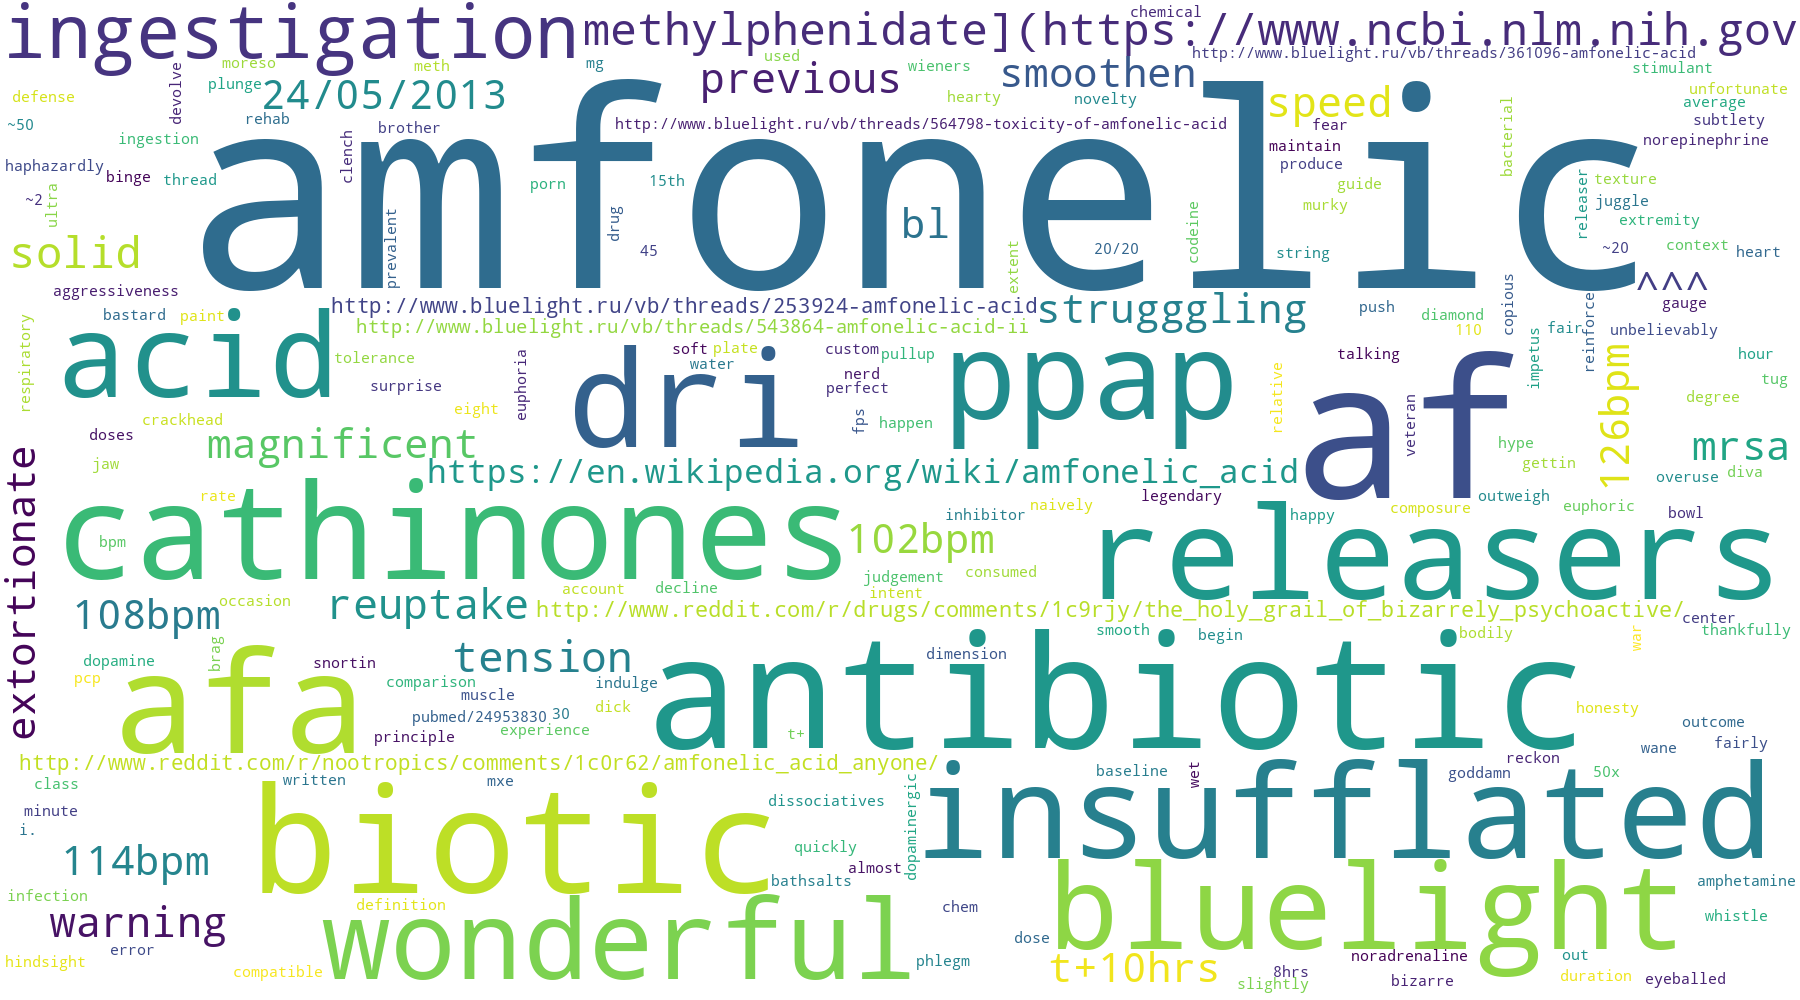 ingestigation
methylphenidate](https://www.ncbi.nlm.nih.gov
chemical
http://www.bluelight.ru/vb/threads/361096-amfonelic-acid
moreso
meth
mg
used
wieners
previous
smoothen
stimulant
devolve
plunge
24/05/2013
hearty
novelty
speed
unfortunate
average
defense
~50
rehab
brother
http://www.bluelight.ru/vb/threads/564798-toxicity-of-amfonelic-acid
fear
bacterial
subtlety
ingestion
clench
maintain
norepinephrine
haphazardly
binge
thread
porn
15th
produce
amfonelic
guide
releaser
texture
~2
ultra
murky
juggle
prevalent
drug
bl
codeine
extremity
solid
45
extent
20/20
string
~20
context
heart
aggressiveness
http://www.bluelight.ru/vb/threads/253924-amfonelic-acid
struggling
^^^
gauge
push
copious
reinforce
bastard
paint
http://www.bluelight.ru/vb/threads/543864-amfonelic-acid-ii
diamond
110
fair
unbelievably
respiratory
acid
tolerance
soft
plate
custom
pullup
ppap
talking
impetus
hour
dri
water
nerd
perfect
af
126bpm
surprise
euphoria
tug
crackhead
eight
fps
happen
relative
veteran
degree
doses
magnificent
hype
mrsa
jaw
https://en.wikipedia.org/wiki/amfonelic_acid
gettin
overuse
diva
extortionate
rate
legendary
outweigh
cathinones
inhibitor
naively
happy
composure
euphoric
bowl
bpm
102bpm
releasers
judgement
consumed
account
decline
intent
108bpm
occasion
reuptake
http://www.reddit.com/r/drugs/comments/1c9rjy/the_holy_grail_of_bizarrely_psychoactive/
center
smooth
begin
bodily
war
thankfully
brag
tension
antibiotic
dopamine
snortin
dimension
pcp
afa
comparison
indulge
muscle
dick
honesty
pubmed/24953830
30
experience
outcome
principle
t+
fairly
wane
http://www.reddit.com/r/nootropics/comments/1c0r62/amfonelic_acid_anyone/
reckon
class
written
mxe
baseline
wet
goddamn
50x
minute
biotic
dissociatives
dopaminergic
insufflated
i.
quickly
114bpm
almost
bathsalts
bluelight
amphetamine
infection
definition
chem
warning
wonderful
whistle
error
dose
hindsight
compatible
phlegm
t+10hrs
noradrenaline
out
8hrs
slightly
bizarre
duration
eyeballed